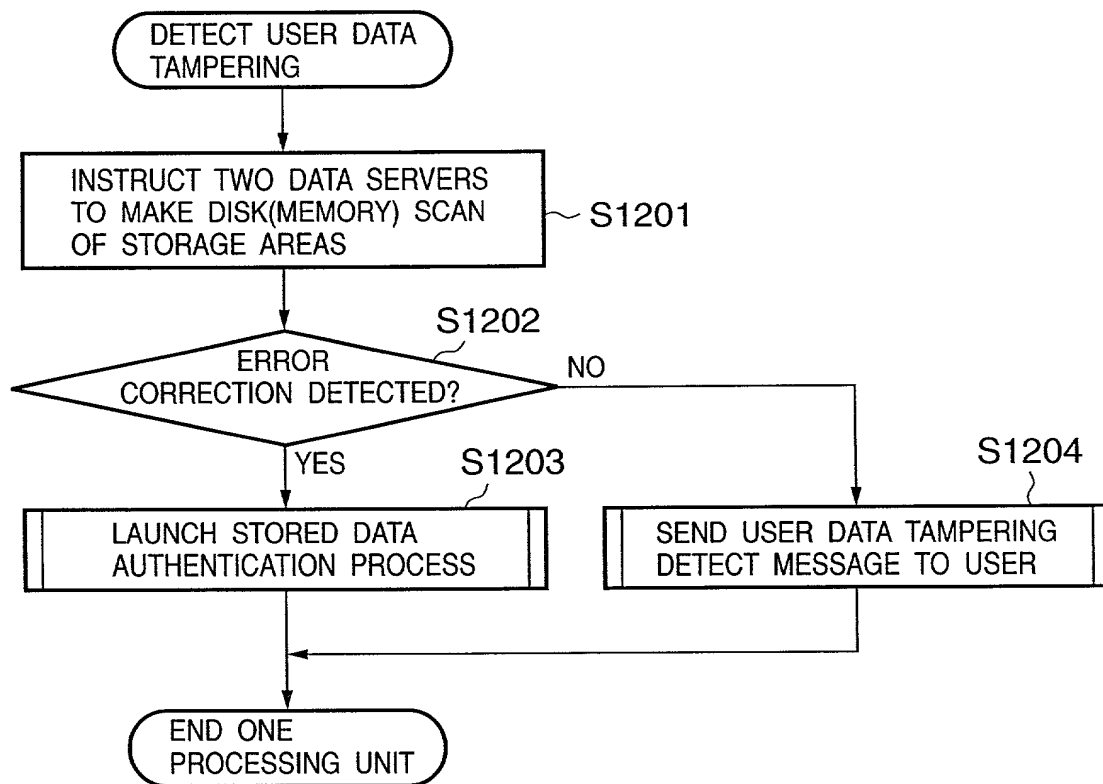 DETECT USER DATA
TAMPERING
INSTRUCT TWO DATA SERVERS
TO MAKE DISK(MEMORY) SCAN
OF STORAGE AREAS
S1201
S1202
ERROR
CORRECTION DETECTED?
NO
YES
S1203
S1204
LAUNCH STORED DATA
AUTHENTICATION PROCESS
SEND USER DATA TAMPERING
DETECT MESSAGE TO USER
END ONE
PROCESSING UNIT